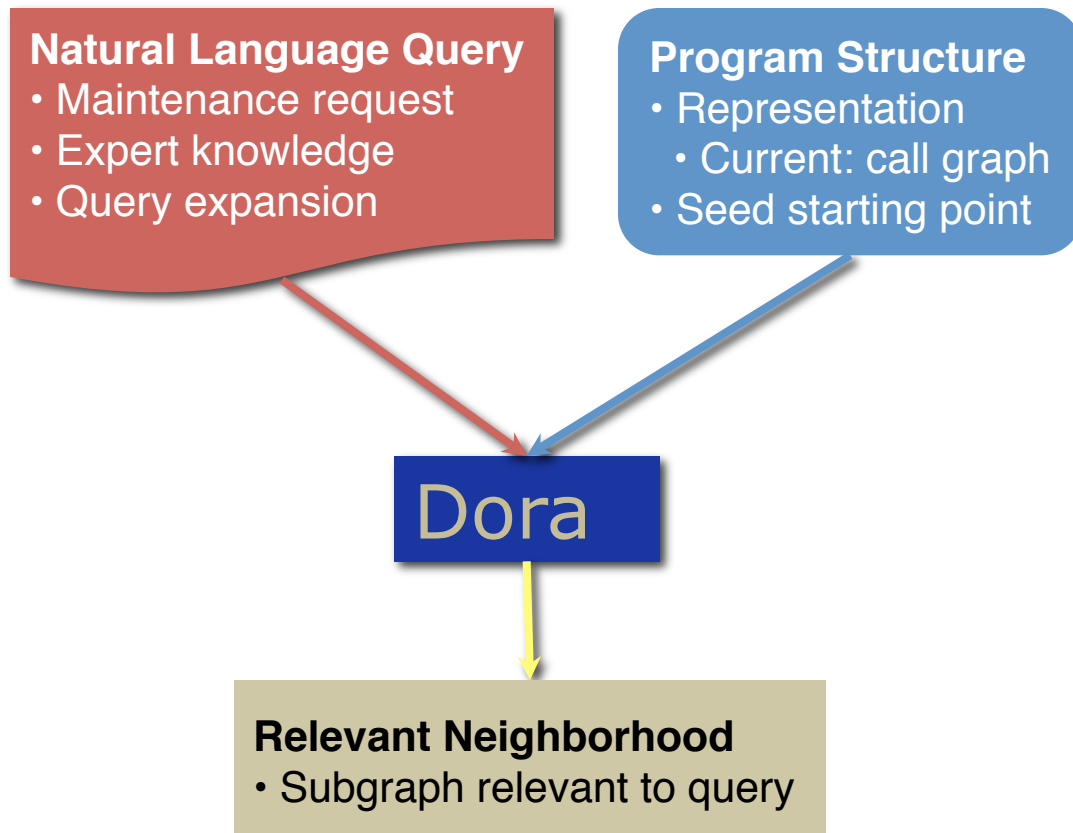 Natural Language Query
• Maintenance request
• Expert knowledge
• Query expansion
Program Structure
• Representation
• Current: call graph
• Seed starting point
Dora
Relevant Neighborhood
• Subgraph relevant to query